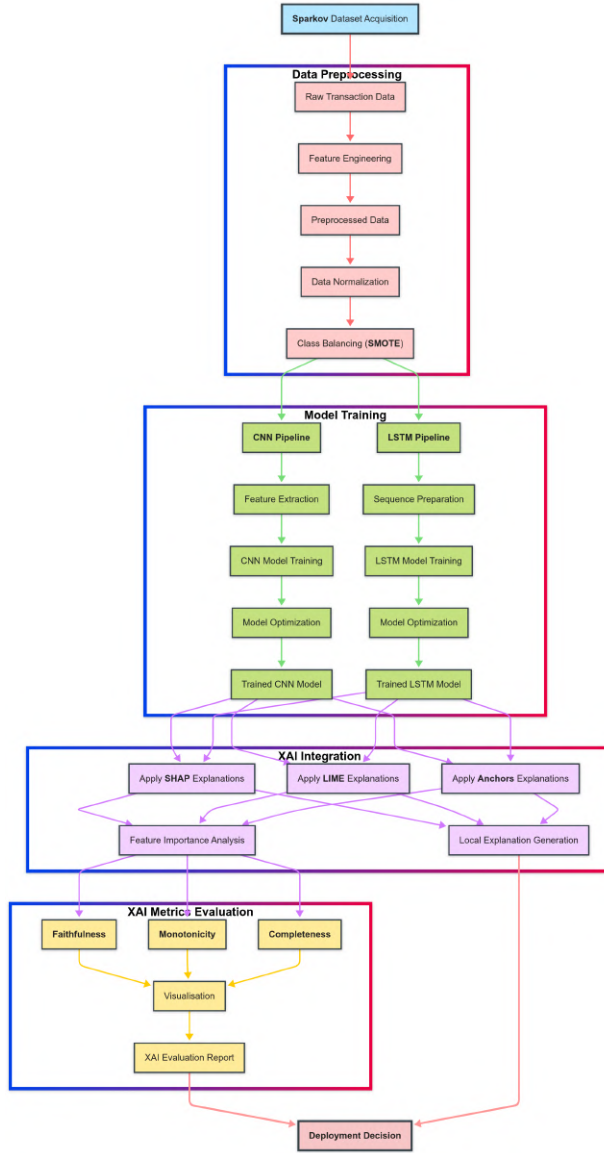 Sparkov Dataset Acquisition
Data Preprocessing
Raw Transaction Data
Feature Engineering
Preprocessed Data
Data Normalization
Class Balancing (SMOTE)
Model Training
CNN Pipeline
LSTM Pipeline
Feature Extraction
Sequence Preparation
CNN Model Training
LSTM Model Training
Model Optimization
Model Optimization
Trained CNN Model
Trained LSTM Model
XAI Integration
Apply SHAP Explanations
Apply LIME Explanations
Apply Anchors Explanations
Feature Importance Analysis
Local Explanation Generation
XAI Metrics Evaluation
Faithfulness
Monotonicity
Completeness
Visualisation
XAI Evaluation Report
Deployment Decision